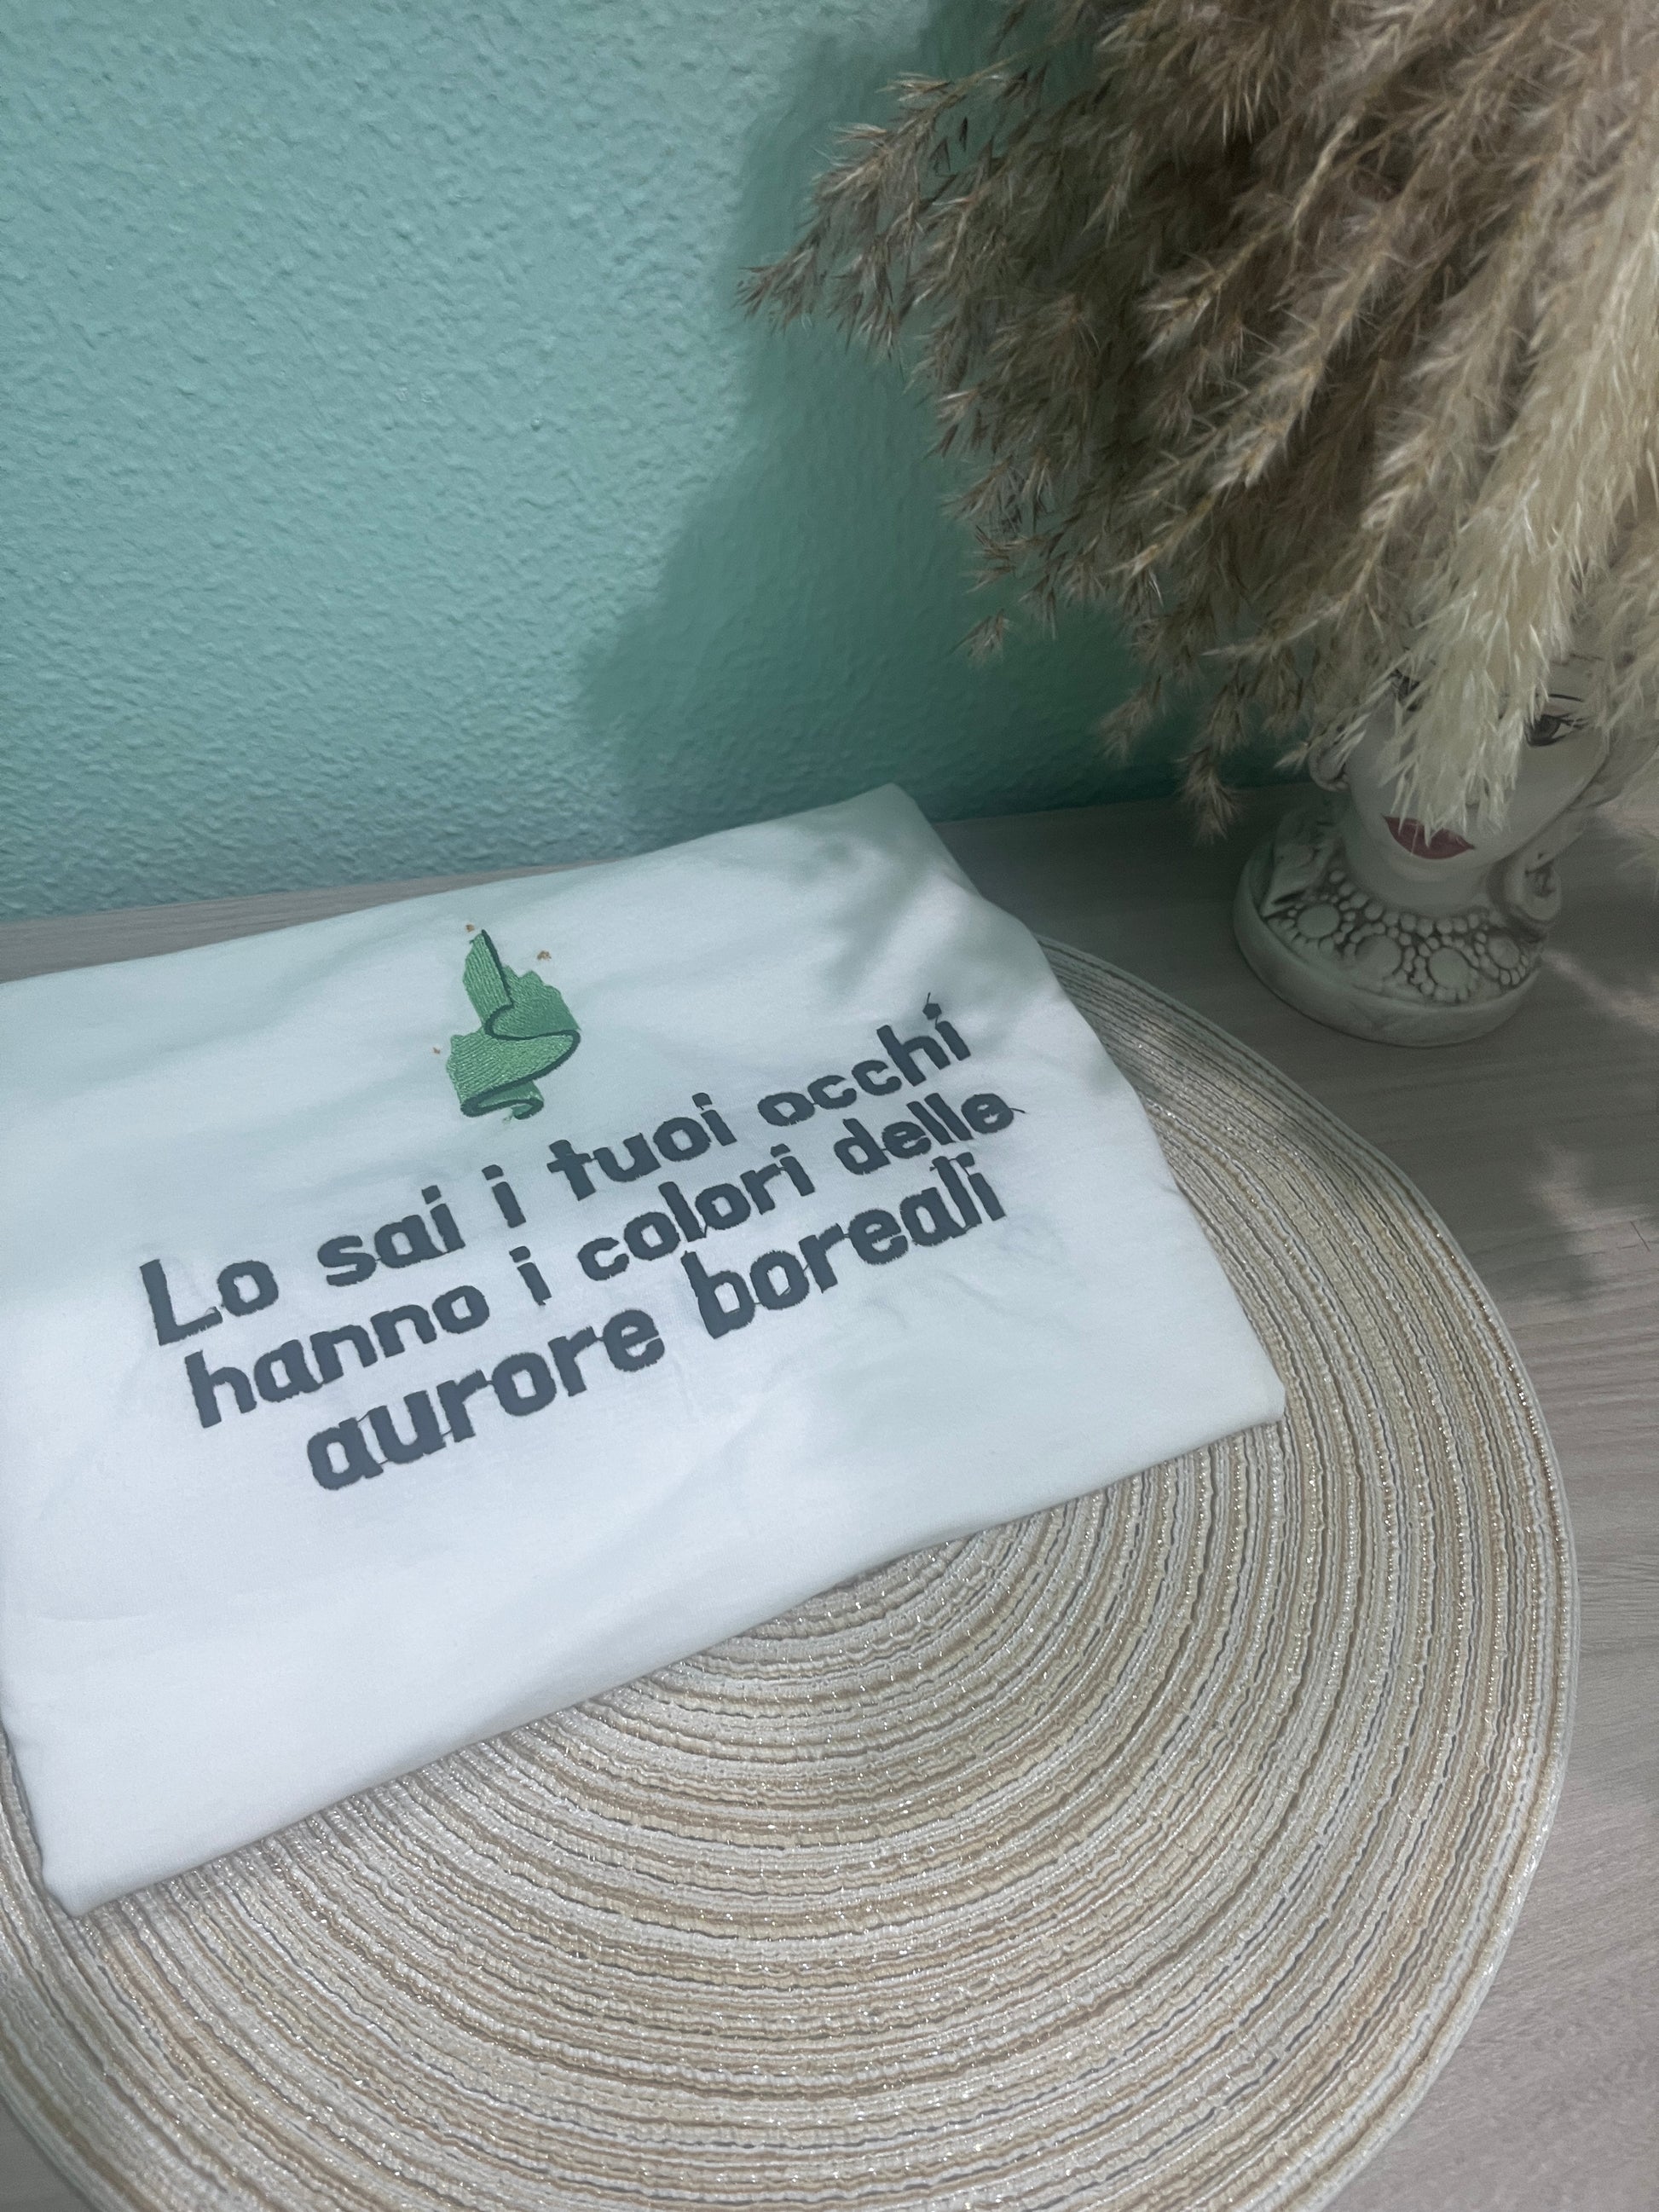 Lo sai i tuoi occhi
hanno i colori delle
aurore boreali